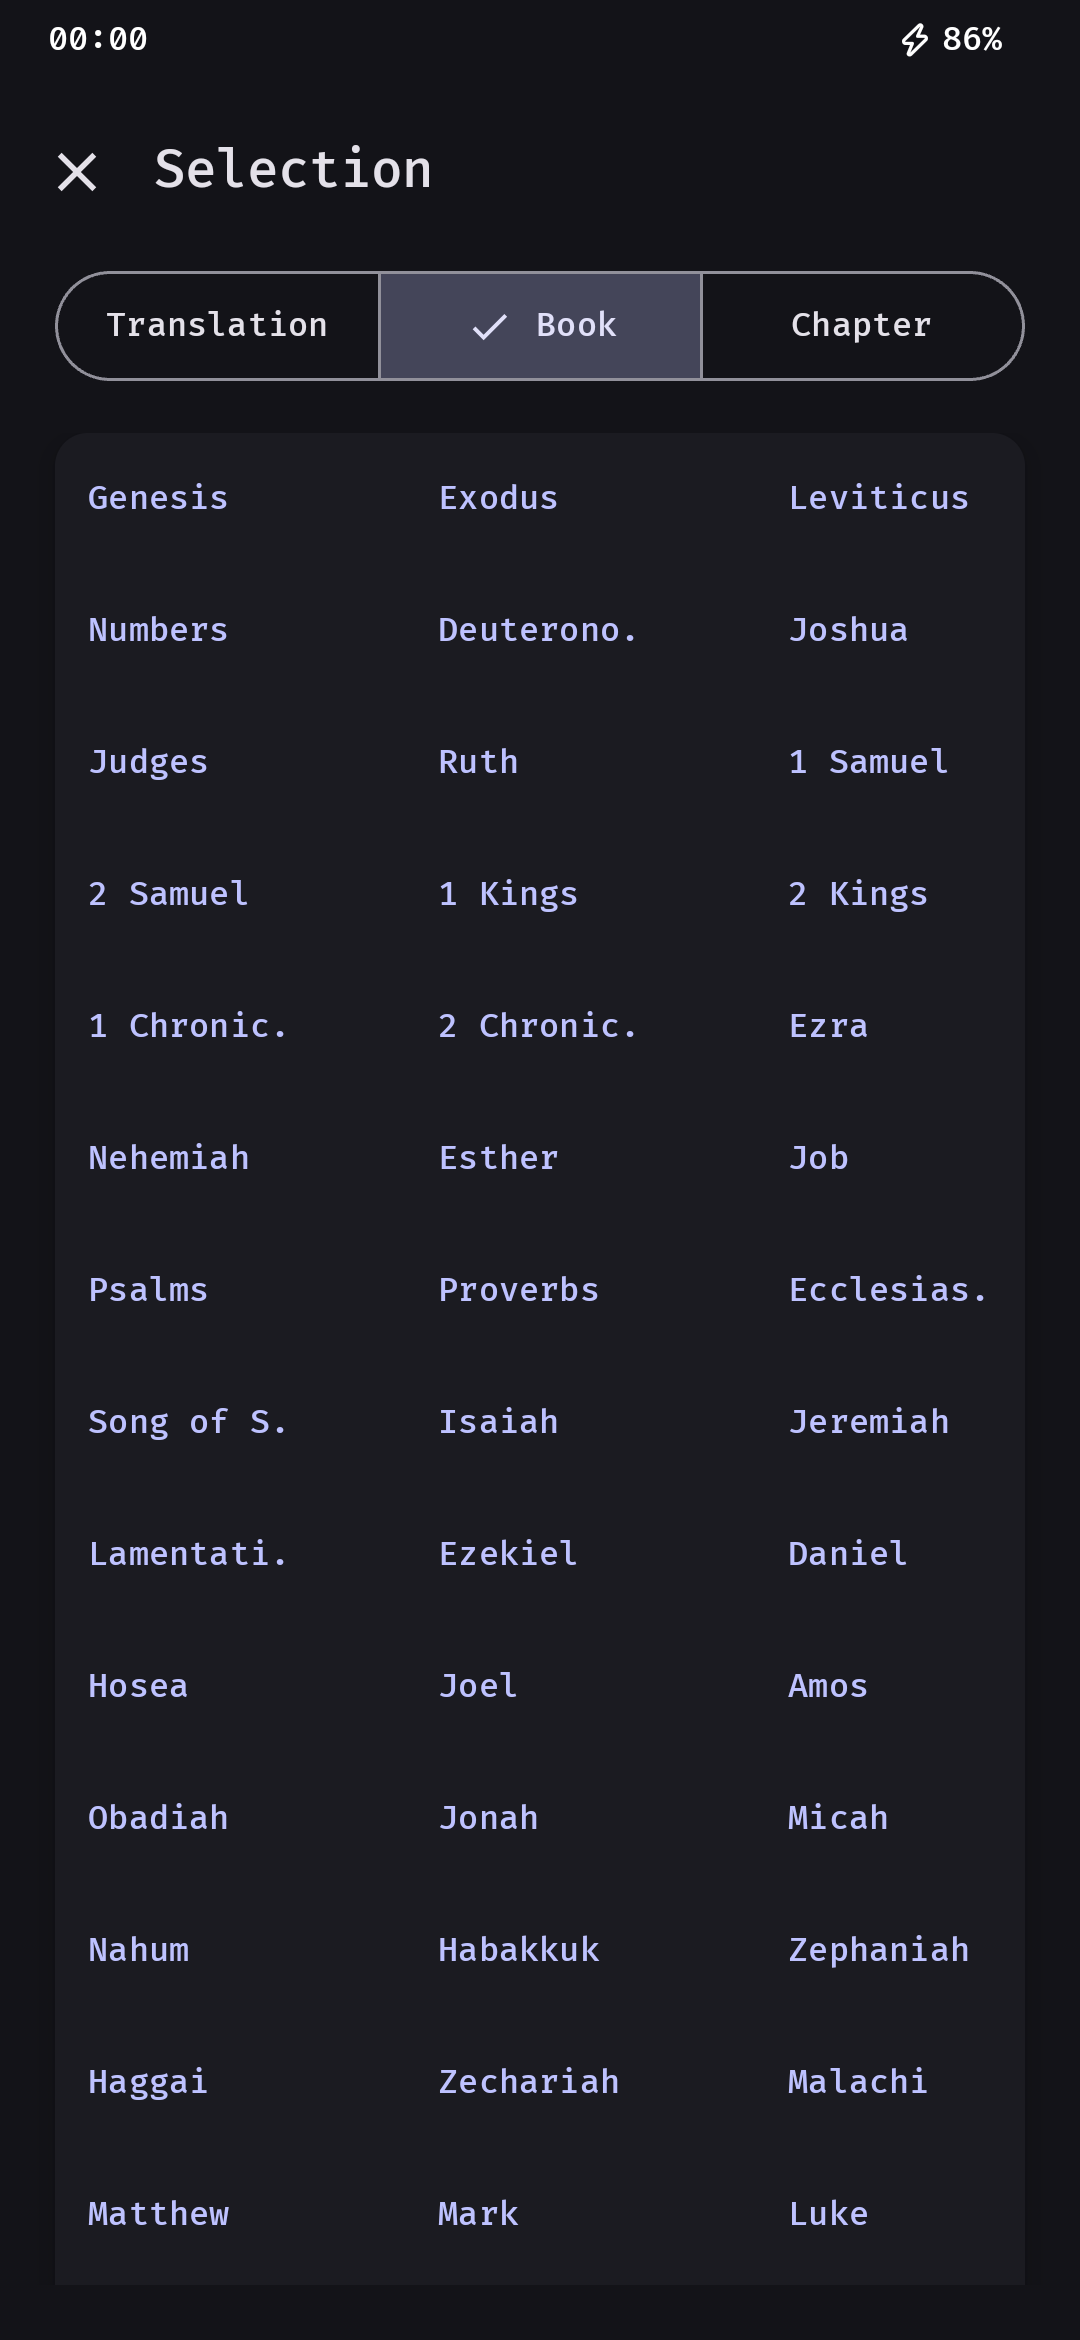 00:00 86%
Selection
Translation Book Chapter
Genesis Exodus Leviticus
Numbers Deuterono. Joshua
Judges Ruth 1 Samuel
2 Samuel 1 Kings 2 Kings
1 Chronic. 2 Chronic. Ezra
Nehemiah Esther Job
Psalms Proverbs Ecclesias.
Song of S. Isaiah Jeremiah
Lamentati. Ezekiel Daniel
Hosea Joel Amos
Obadiah Jonah Micah
Nahum Habakkuk Zephaniah
Haggai Zechariah Malachi
Matthew Mark Luke